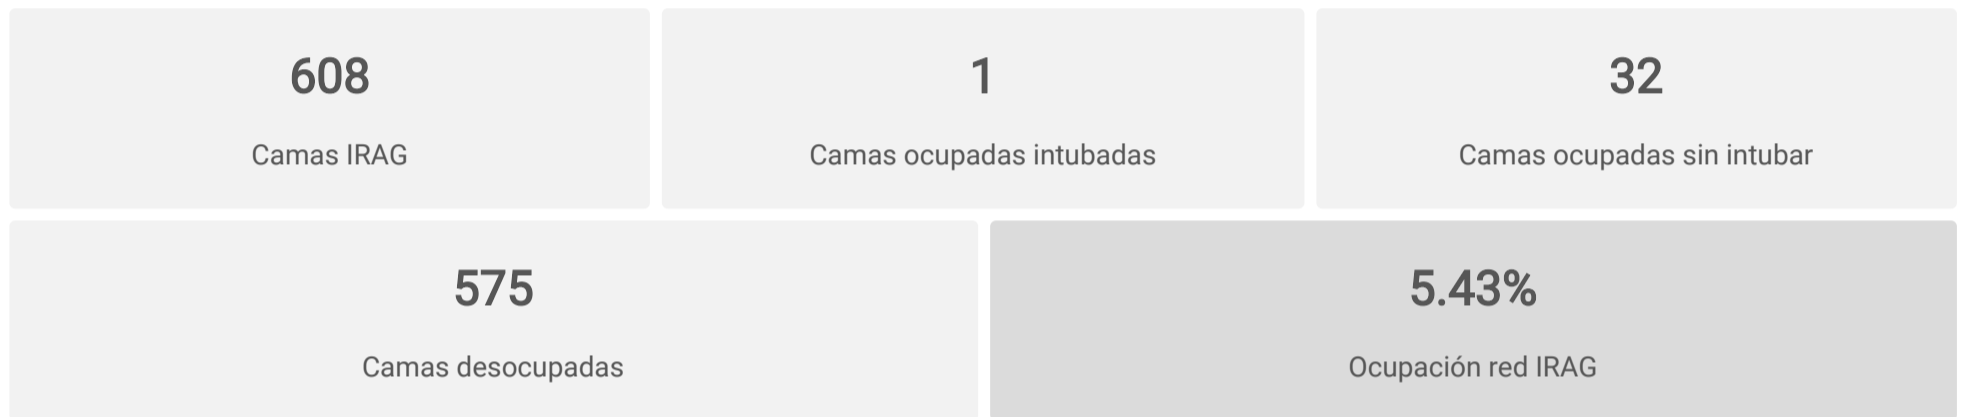 608
Camas IRAG
1
Camas ocupadas intubadas
32
Camas ocupadas sin intubar
575
Camas desocupadas
5.43%
Ocupación red IRAG